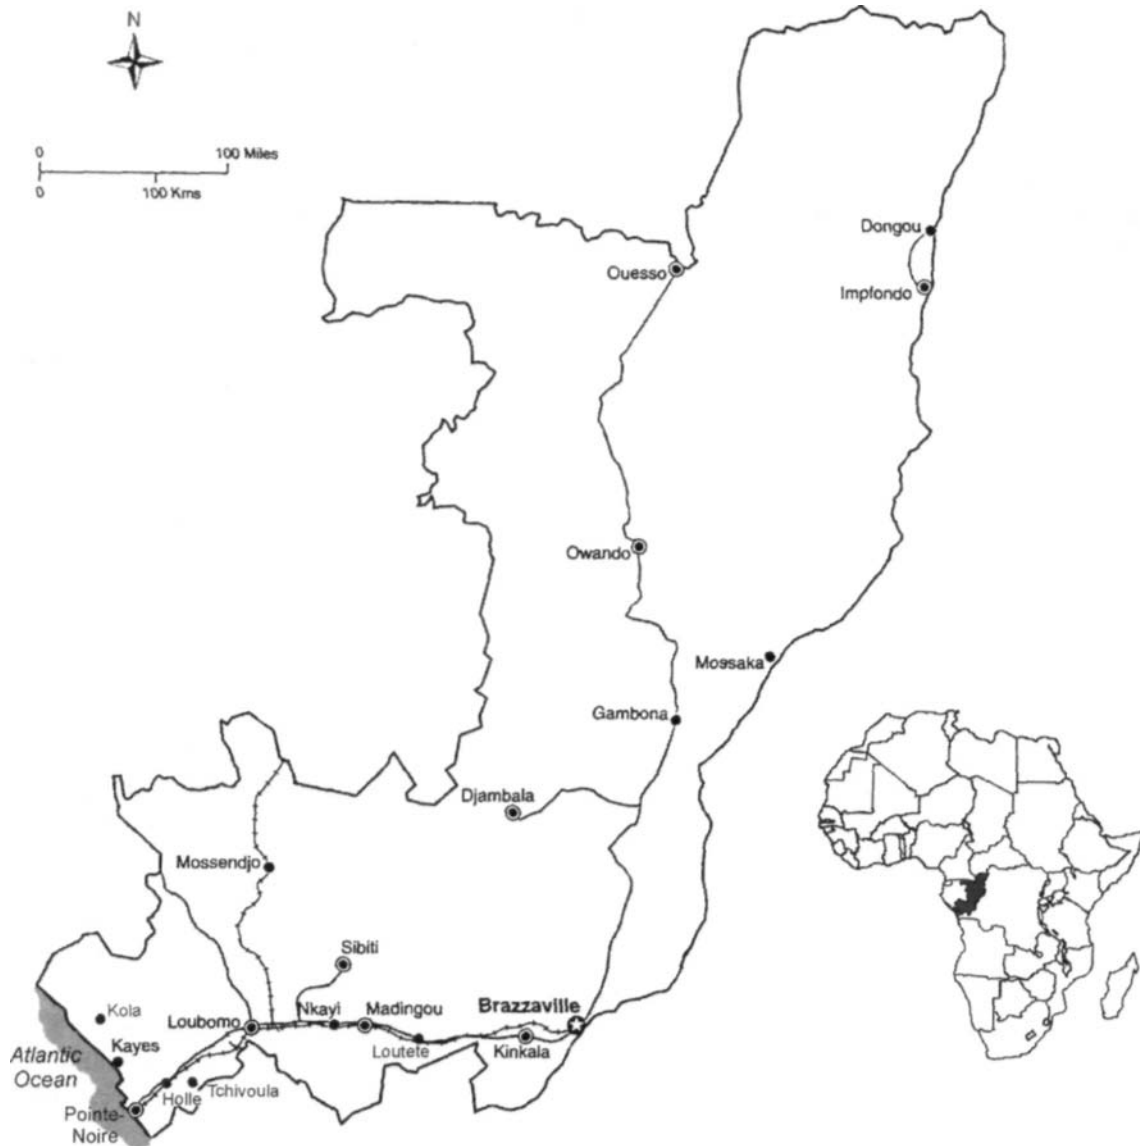 N
0 100 Miles
0 100 Kms
Dongou
Ouesso
Impfondo
Owando
Mossaka
Gambona
Djambala
Mossendjo
Sibiti
Kola
Loubomo
Nkayi
Madingou
Brazzaville
Kayes
Loutete
Kinkala
Atlantic
Ocean
Holle
Tchivoula
Pointe-
Noire